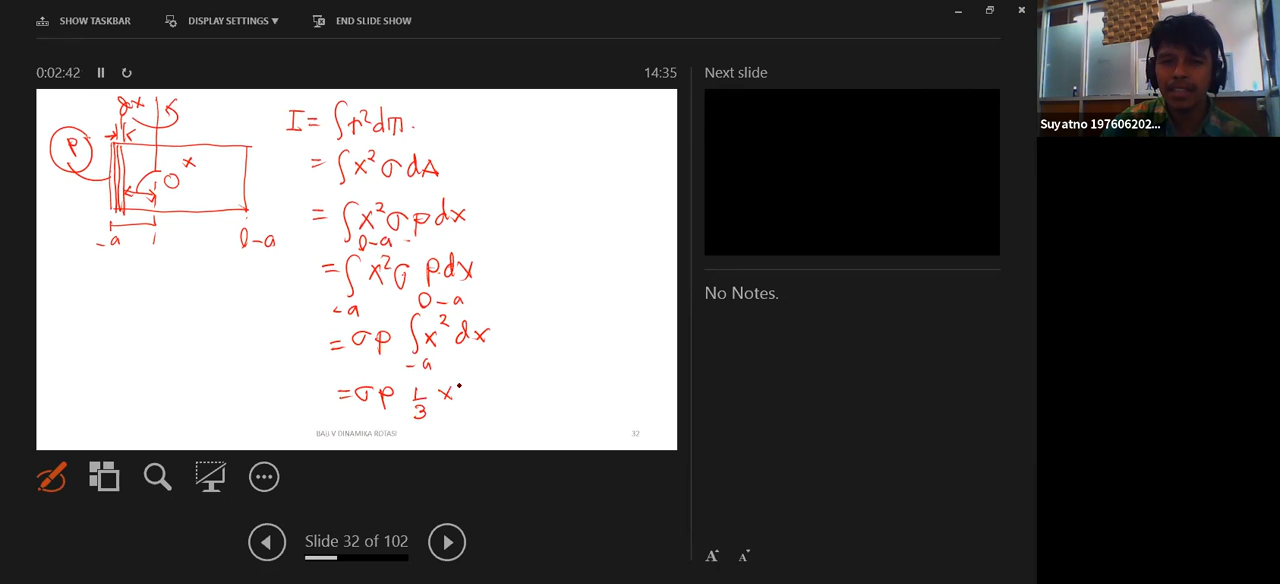 SHOW TASKBAR
DISPLAY SETTINGS ▼
END SLIDE SHOW
0:02:42
14:35
Next slide
Suyatno 197606202...
dx
P
x
O
-a
l-a
I = ∫r²dm.
= ∫x² σ dA
= ∫x² σ p dx
= ∫_{-a}^{l-a} x² σ p dx
= σp ∫_{-a}^{l-a} x² dx
= σp 1/3 x
BAB V DINAMIKA ROTASI
32
No Notes.
Slide 32 of 102
A A